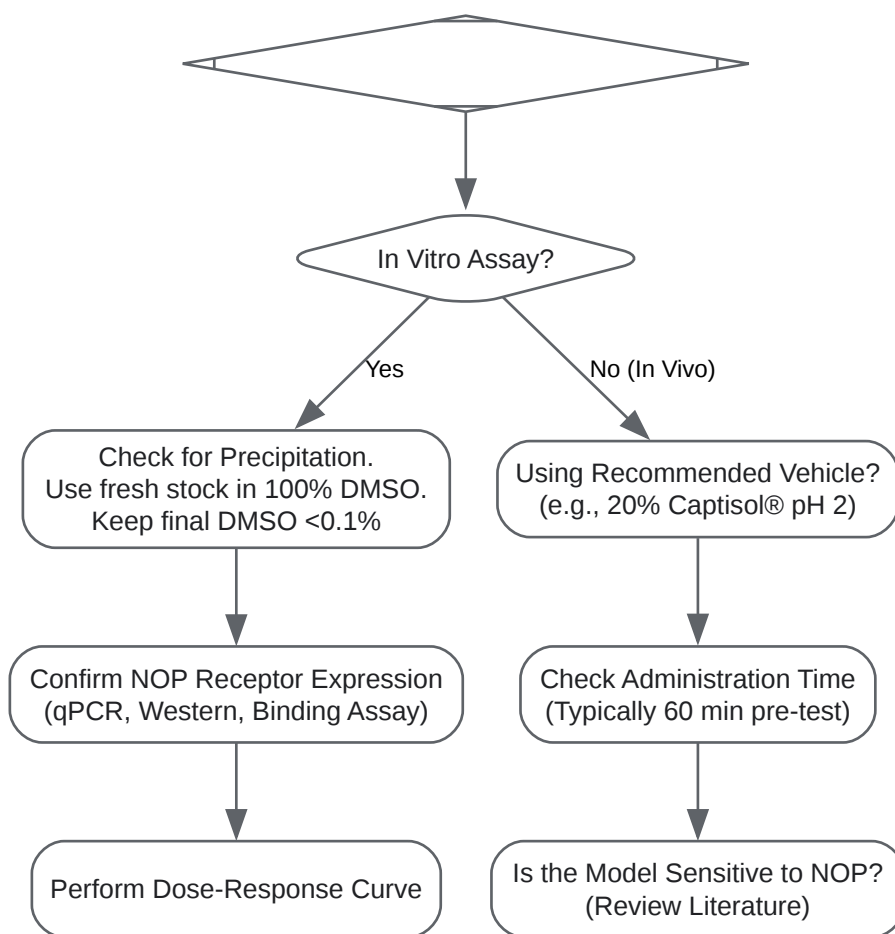 In Vitro Assay?
Yes
No (In Vivo)
Check for Precipitation.
Use fresh stock in 100% DMSO.
Keep final DMSO <0.1%
Using Recommended Vehicle?
(e.g., 20% Captisol® pH 2)
Confirm NOP Receptor Expression
(qPCR, Western, Binding Assay)
Check Administration Time
(Typically 60 min pre-test)
Perform Dose-Response Curve
Is the Model Sensitive to NOP?
(Review Literature)